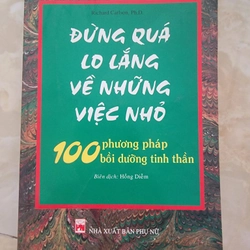 Richard Carlson, Ph.D.
ĐỪNG QUÁ
LO LẮNG
VỀ NHỮNG
VIỆC NHỎ
100 phương pháp
bồi dưỡng tinh thần
Biên dịch: Hồng Diễm
NHÀ XUẤT BẢN PHỤ NỮ